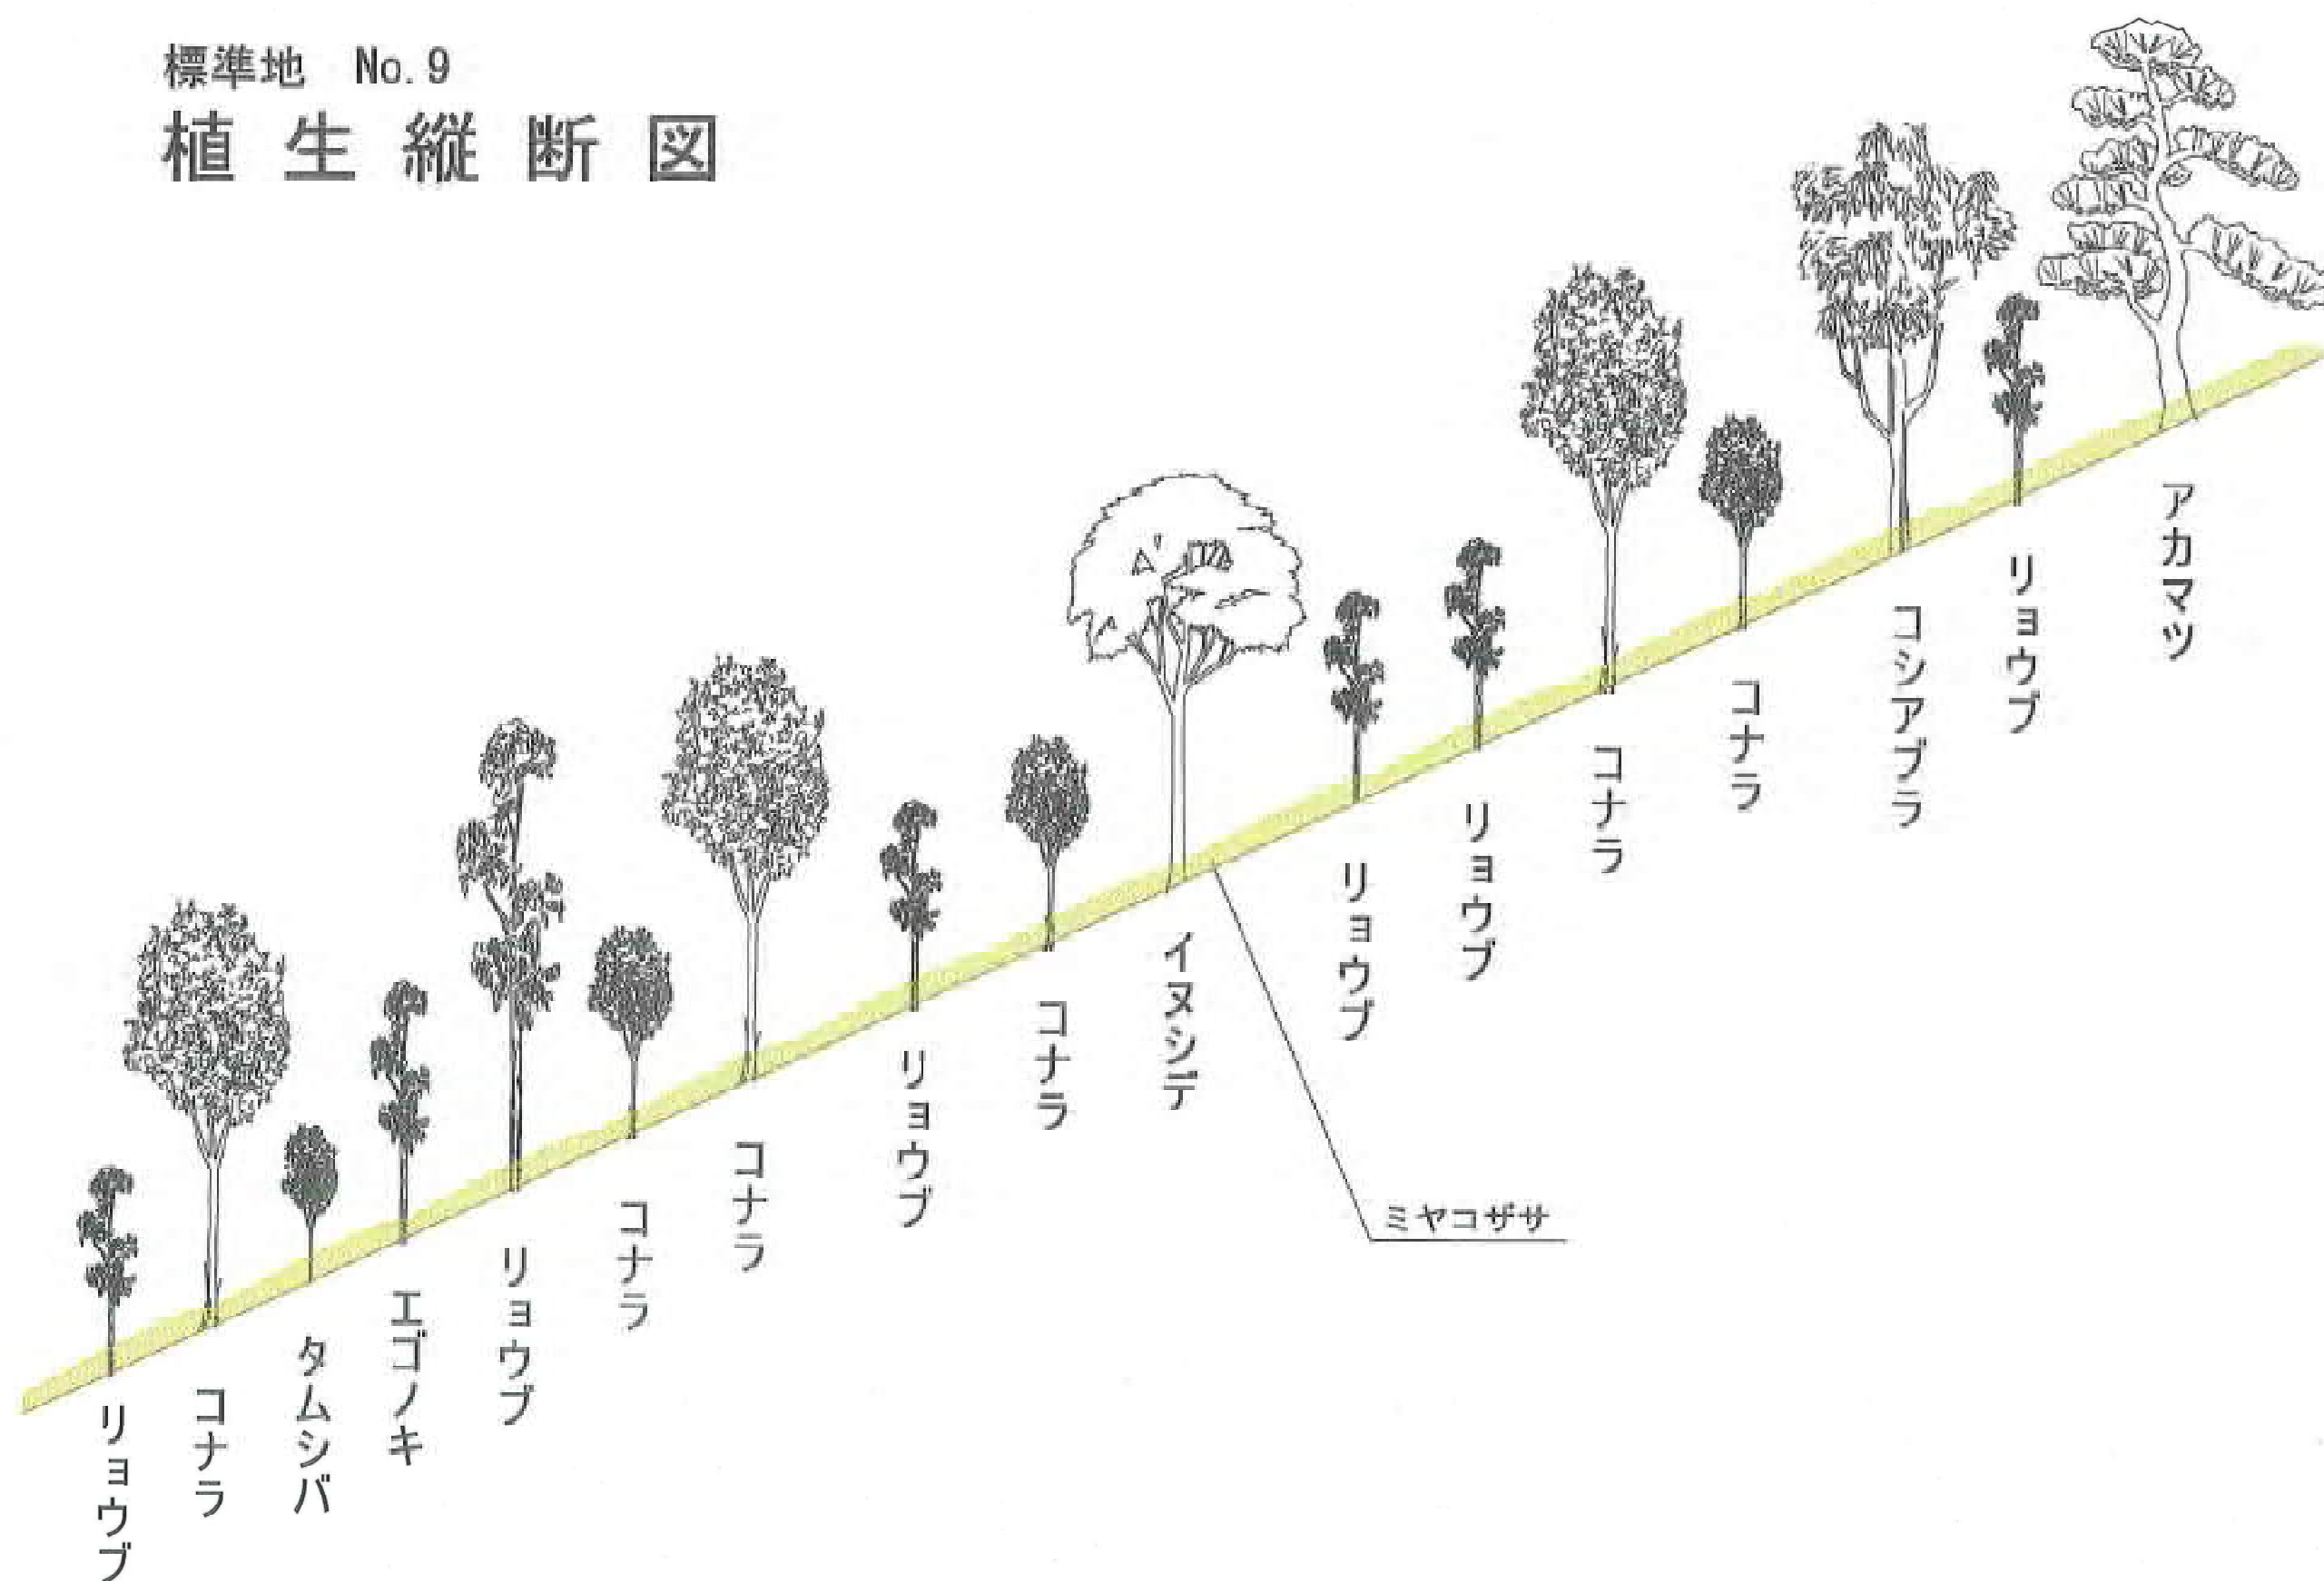 標準地 No. 9
植生縦断図
リョウブ
コナラ
タムシバ
エゴノキ
リョウブ
コナラ
コナラ
リョウブ
コナラ
イヌシデ
ミヤコザサ
リョウブ
リョウブ
コナラ
コナラ
コシアブラ
リョウブ
アカマツ